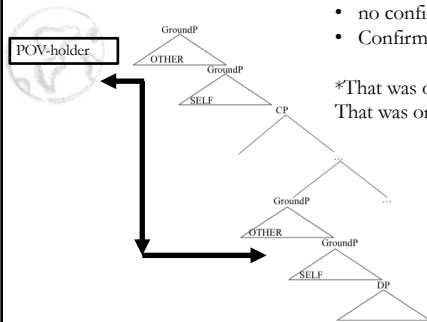 • no confi
• Confirm
POV-holder
GroundP
OTHER
GroundP
SELF
CP
*That was o
That was or
...
GroundP
...
OTHER
GroundP
SELF
DP